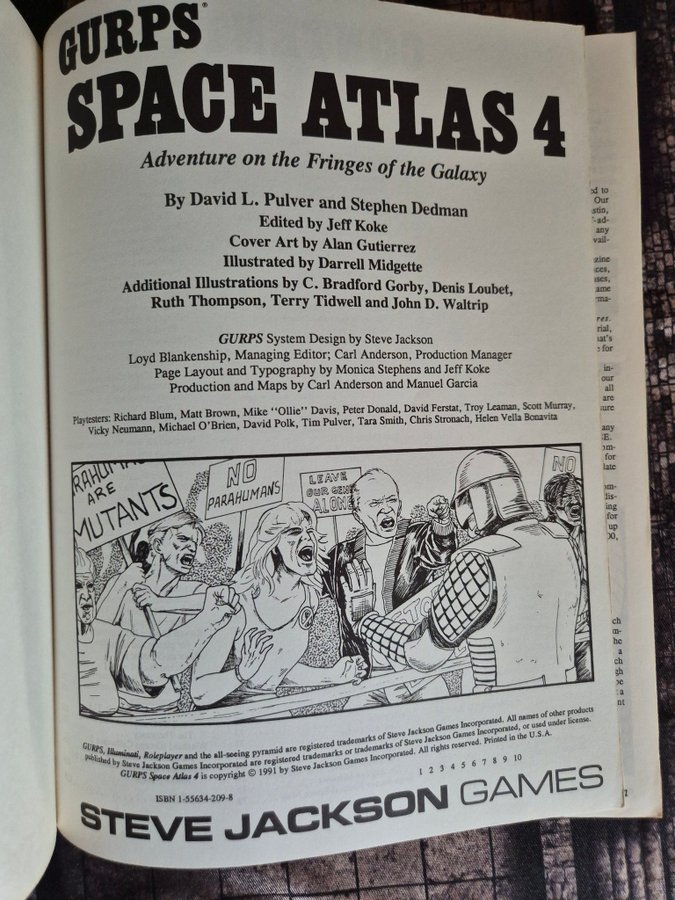 GURPS®
SPACE ATLAS 4
Adventure on the Fringes of the Galaxy
By David L. Pulver and Stephen Dedman
Edited by Jeff Koke
Cover Art by Alan Gutierrez
Illustrated by Darrell Midgette
Additional Illustrations by C. Bradford Gorby, Denis Loubet,
Ruth Thompson, Terry Tidwell and John D. Waltrip
GURPS System Design by Steve Jackson
Loyd Blankenship, Managing Editor; Carl Anderson, Production Manager
Page Layout and Typography by Monica Stephens and Jeff Koke
Production and Maps by Carl Anderson and Manuel Garcia
Playtesters: Richard Blum, Matt Brown, Mike "Ollie" Davis, Peter Donald, David Ferstat, Troy Leaman, Scott Murray,
Vicky Neumann, Michael O'Brien, David Polk, Tim Pulver, Tara Smith, Chris Stronach, Helen Vella Bonavita
ARE
MUTANTS
NO
PARAHUMANS
LEAVE
OUR GENE
ALONE
NO
GURPS, Illuminati, Roleplayer and the all-seeing pyramid are registered trademarks of Steve Jackson Games Incorporated. All names of other products
published by Steve Jackson Games Incorporated are registered trademarks or trademarks of Steve Jackson Games Incorporated, or used under license.
GURPS Space Atlas 4 is copyright © 1991 by Steve Jackson Games Incorporated. All rights reserved. Printed in the U.S.A.
1 2 3 4 5 6 7 8 9 10
ISBN 1-55634-209-8
STEVE JACKSON GAMES